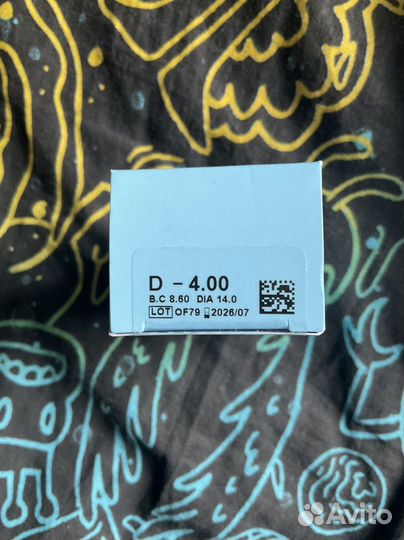 D -4.00
B.C 8.60 DIA 14.0
LOT OF79 2026/07
Avito